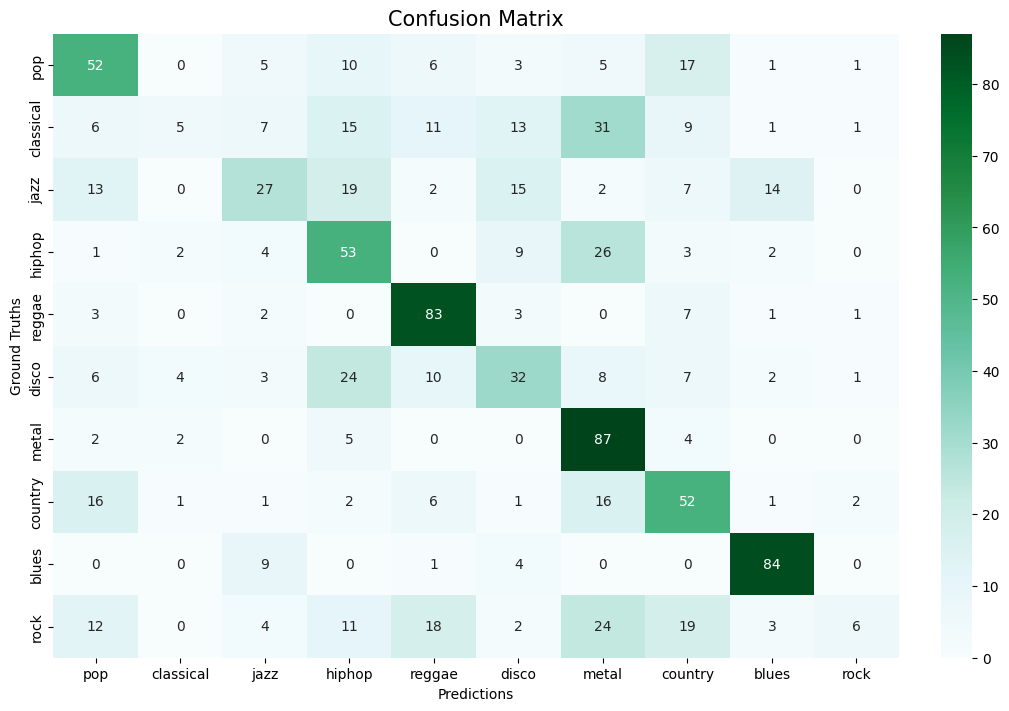 Confusion Matrix
pop 52 0 5 10 6 3 5 17 1 1
classical 6 5 7 15 11 13 31 9 1 1
jazz 13 0 27 19 2 15 2 7 14 0
hiphop 1 2 4 53 0 9 26 3 2 0
reggae 3 0 2 0 83 3 0 7 1 1
disco 6 4 3 24 10 32 8 7 2 1
metal 2 2 0 5 0 0 87 4 0 0
country 16 1 1 2 6 1 16 52 1 2
blues 0 0 9 0 1 4 0 0 84 0
rock 12 0 4 11 18 2 24 19 3 6
pop classical jazz hiphop reggae disco metal country blues rock
Predictions
Ground Truths
80
70
60
50
40
30
20
10
0